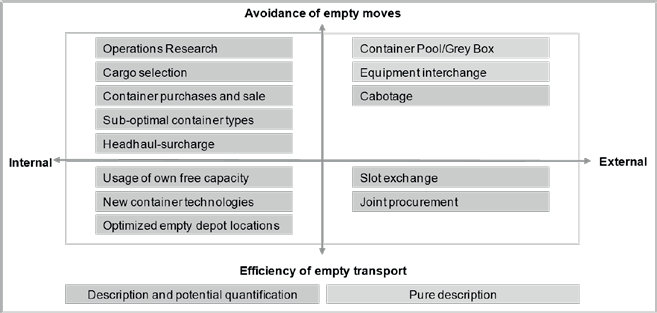 Avoidance of empty moves
Operations Research
Cargo selection
Container purchases and sale
Sub-optimal container types
Headhaul-surcharge
Container Pool/Grey Box
Equipment interchange
Cabotage
Internal
External
Usage of own free capacity
New container technologies
Optimized empty depot locations
Slot exchange
Joint procurement
Efficiency of empty transport
Description and potential quantification
Pure description